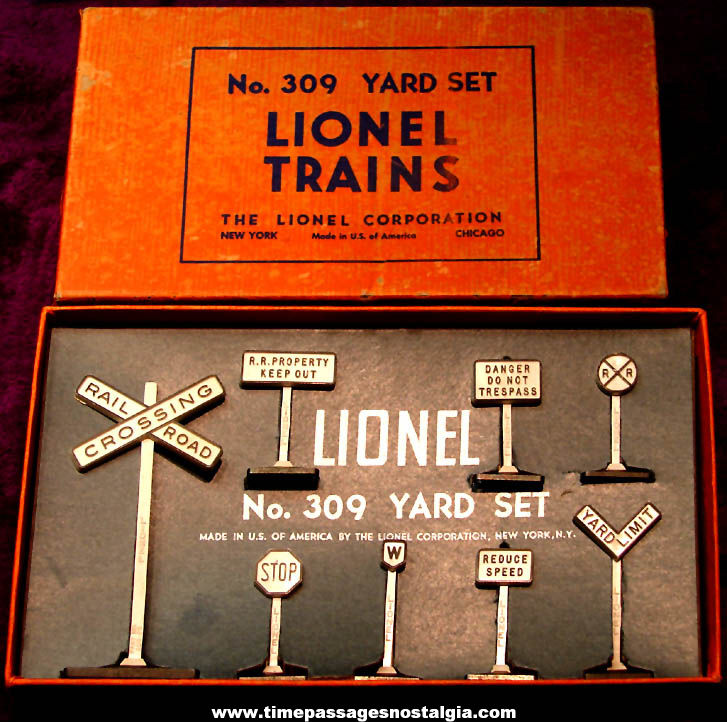 No. 309 YARD SET
LIONEL
TRAINS
THE LIONEL CORPORATION
NEW YORK Made in U.S. of America CHICAGO
RAIL ROAD
CROSSING
R.R. PROPERTY
KEEP OUT
DANGER
DO NOT
TRESPASS
R R
LIONEL
No. 309 YARD SET
MADE IN U.S. OF AMERICA BY THE LIONEL CORPORATION, NEW YORK, N.Y.
YARD LIMIT
STOP
W
REDUCE
SPEED
www.timepassagesnostalgia.com